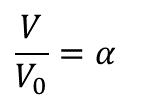 V/V₀ = α